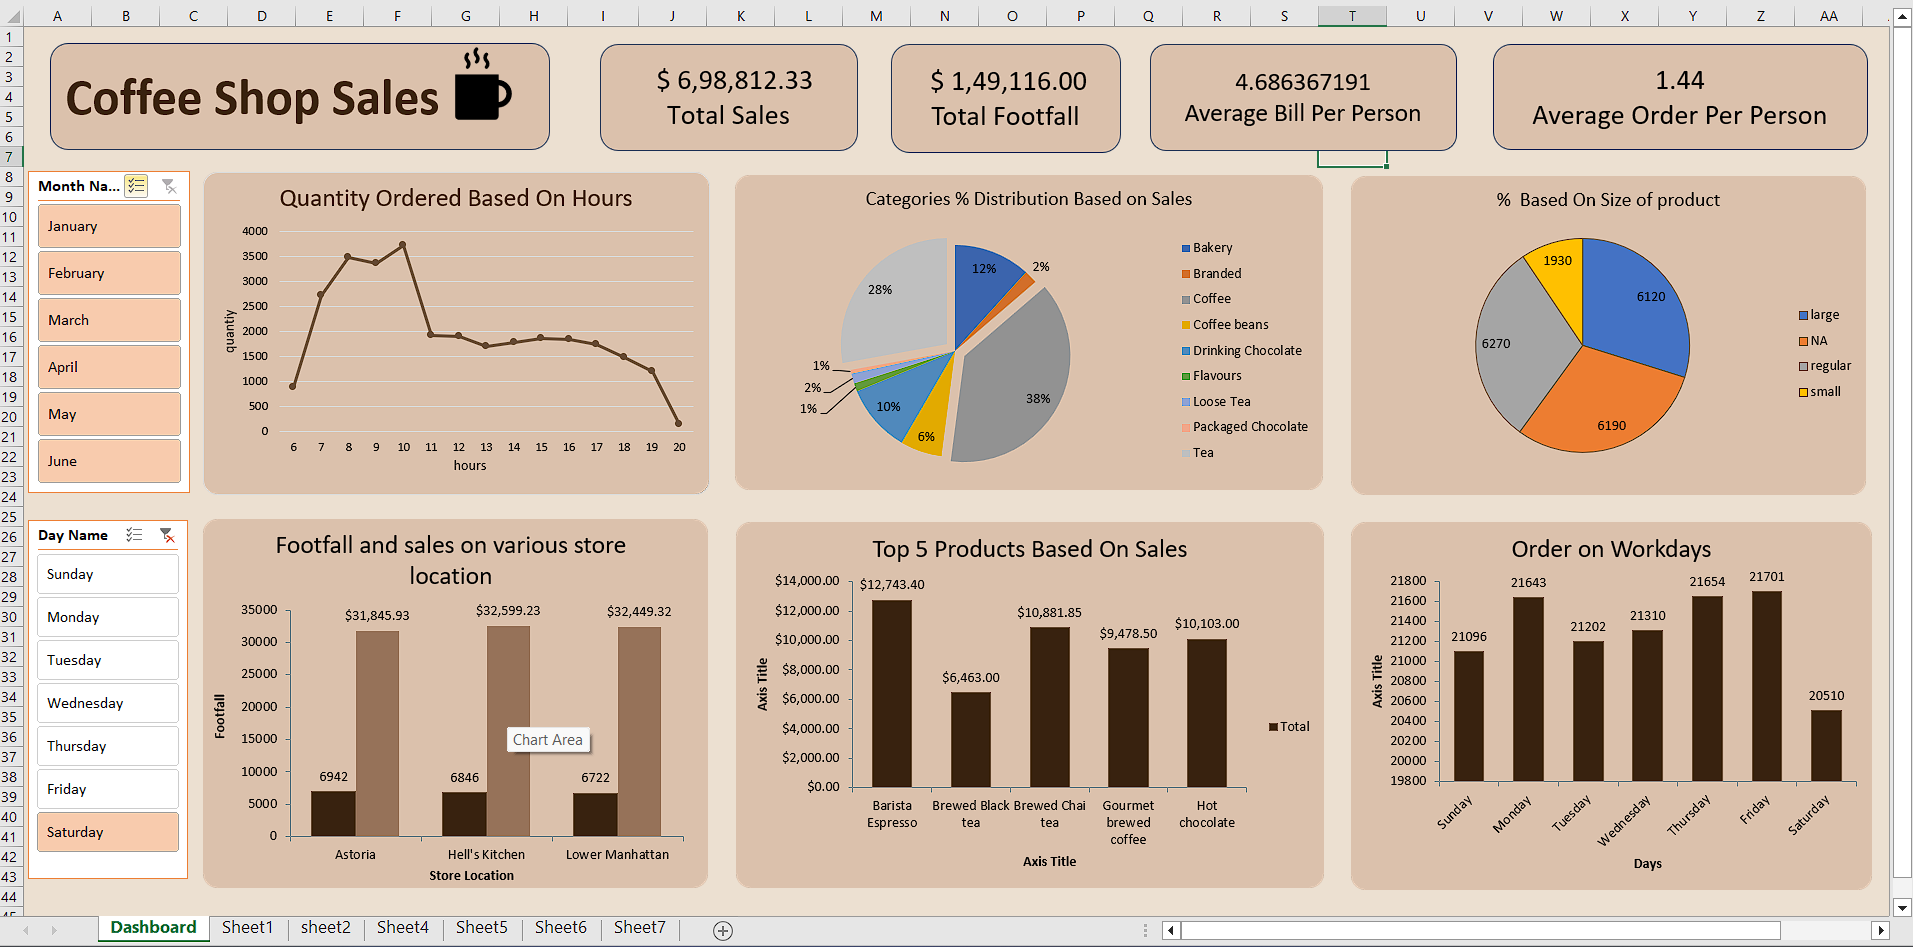 A B C D E F G H I J K L M N O P Q R S T U V W X Y Z AA
1
2
3
4
5
6
7
8
9
10
11
12
13
14
15
16
17
18
19
20
21
22
23
24
25
26
27
28
29
30
31
32
33
34
35
36
37
38
39
40
41
42
43
44
45
Coffee Shop Sales
$ 6,98,812.33
Total Sales
$ 1,49,116.00
Total Footfall
4.686367191
Average Bill Per Person
1.44
Average Order Per Person
Month Na...
January
February
March
April
May
June
Quantity Ordered Based On Hours
quantiy
4000
3500
3000
2500
2000
1500
1000
500
0
6 7 8 9 10 11 12 13 14 15 16 17 18 19 20
hours
Categories % Distribution Based on Sales
12%
2%
38%
6%
10%
1%
2%
1%
28%
Bakery
Branded
Coffee
Coffee beans
Drinking Chocolate
Flavours
Loose Tea
Packaged Chocolate
Tea
% Based On Size of product
6120
6190
6270
1930
large
NA
regular
small
Day Name
Sunday
Monday
Tuesday
Wednesday
Thursday
Friday
Saturday
Footfall and sales on various store
location
Footfall
35000
30000
25000
20000
15000
10000
5000
0
$31,845.93
$32,599.23
$32,449.32
6942
6846
6722
Chart Area
Astoria
Hell's Kitchen
Lower Manhattan
Store Location
Top 5 Products Based On Sales
Axis Title
$14,000.00
$12,000.00
$10,000.00
$8,000.00
$6,000.00
$4,000.00
$2,000.00
$0.00
$12,743.40
$6,463.00
$10,881.85
$9,478.50
$10,103.00
Barista
Espresso
Brewed Black
tea
Brewed Chai
tea
Gourmet
brewed
coffee
Hot
chocolate
Axis Title
Total
Order on Workdays
Axis Title
21800
21600
21400
21200
21000
20800
20600
20400
20200
20000
19800
21096
21643
21202
21310
21654
21701
20510
Sunday
Monday
Tuesday
Wednesday
Thursday
Friday
Saturday
Days
Dashboard Sheet1 sheet2 Sheet4 Sheet5 Sheet6 Sheet7